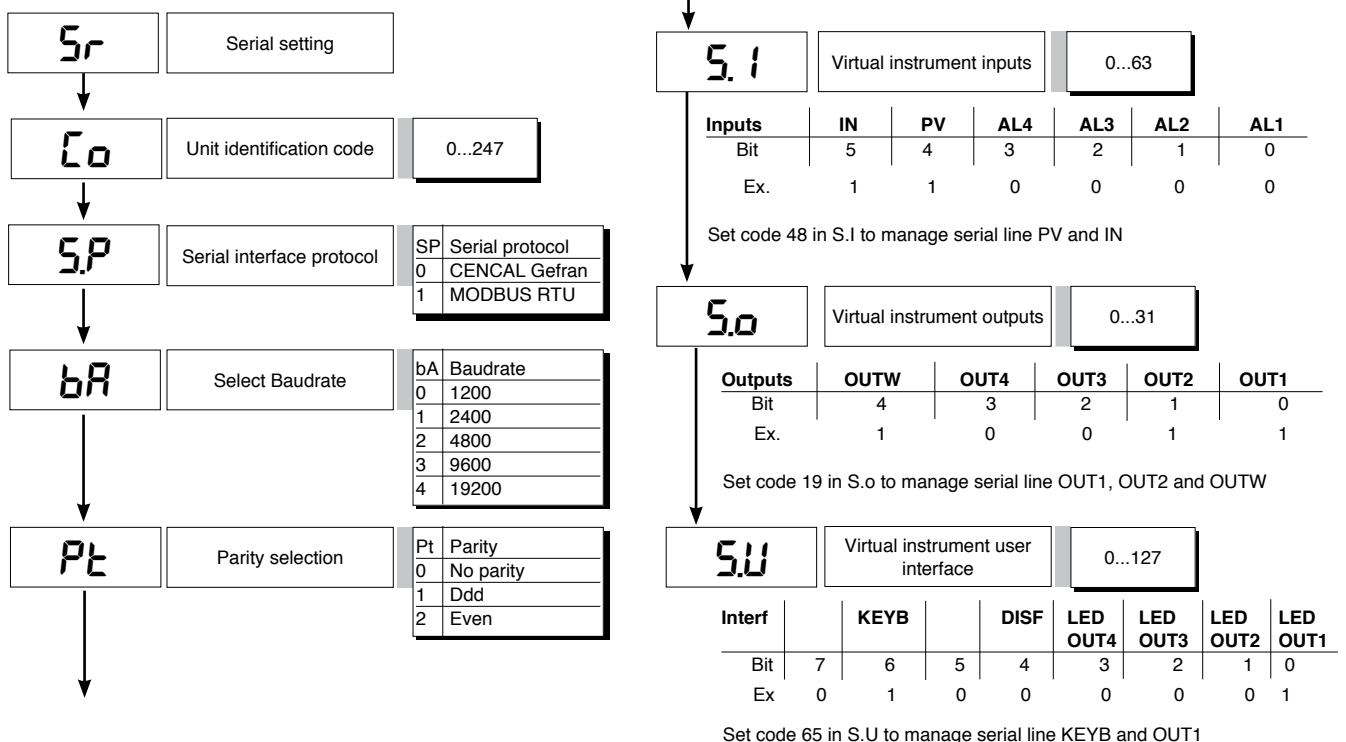 Sr
Serial setting
Co
Unit identification code
0...247
S.P
Serial interface protocol
SP Serial protocol
0 CENCAL Gefran
1 MODBUS RTU
bA
Select Baudrate
bA Baudrate
0 1200
1 2400
2 4800
3 9600
4 19200
Pt
Parity selection
Pt Parity
0 No parity
1 Ddd
2 Even
S.I
Virtual instrument inputs
0...63
Inputs IN PV AL4 AL3 AL2 AL1
Bit 5 4 3 2 1 0
Ex. 1 1 0 0 0 0
Set code 48 in S.I to manage serial line PV and IN
S.o
Virtual instrument outputs
0...31
Outputs OUTW OUT4 OUT3 OUT2 OUT1
Bit 4 3 2 1 0
Ex. 1 0 0 1 1
Set code 19 in S.o to manage serial line OUT1, OUT2 and OUTW
S.U
Virtual instrument user
interface
0...127
Interf KEYB DISF LED LED LED LED
OUT4 OUT3 OUT2 OUT1
Bit 7 6 5 4 3 2 1 0
Ex 0 1 0 0 0 0 0 1
Set code 65 in S.U to manage serial line KEYB and OUT1